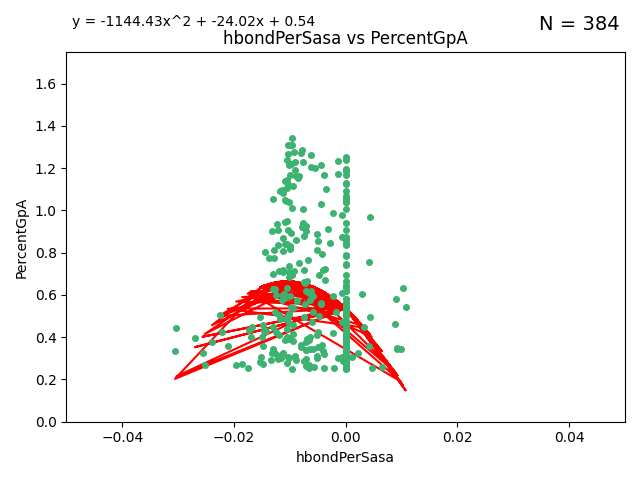 y = -1144.43x^2 + -24.02x + 0.54
N = 384
hbondPerSasa vs PercentGpA
PercentGpA
1.6
1.4
1.2
1.0
0.8
0.6
0.4
0.2
0.0
−0.04 −0.02 0.00 0.02 0.04
hbondPerSasa